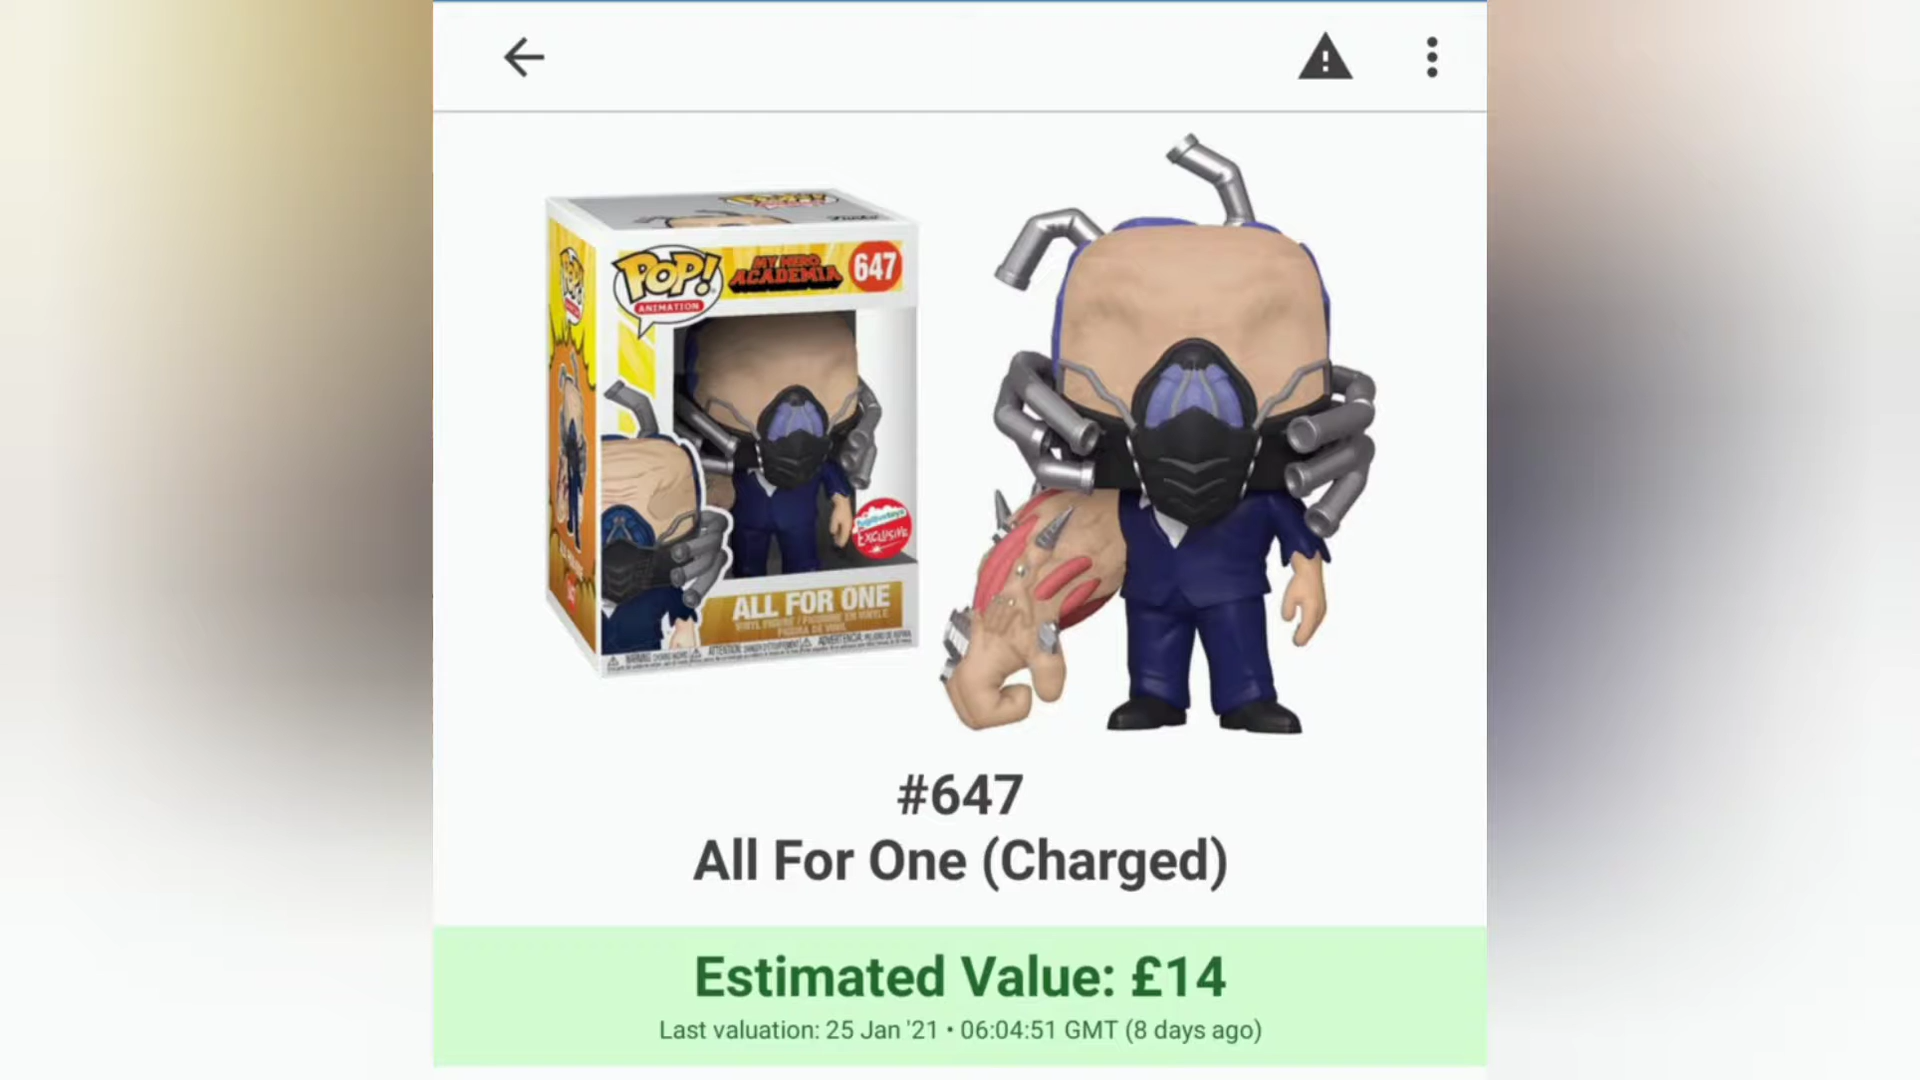 POP!
ANIMATION
MY HERO
ACADEMIA
647
POP!
EXCLUSIVE
ALL FOR ONE
#647
All For One (Charged)
Estimated Value: £14
Last valuation: 25 Jan '21 • 06:04:51 GMT (8 days ago)